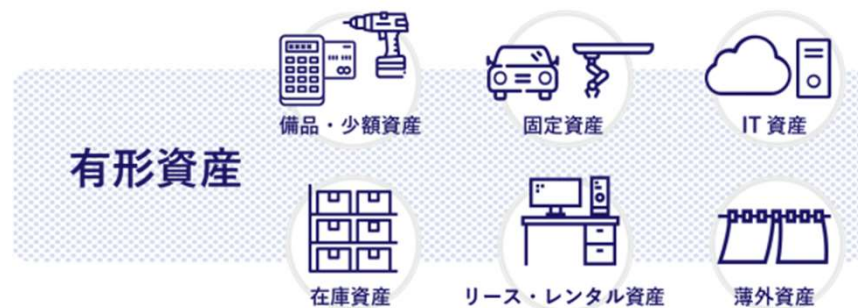 有形資産
備品・少額資産
固定資産
IT 資産
在庫資産
リース・レンタル資産
薄外資産